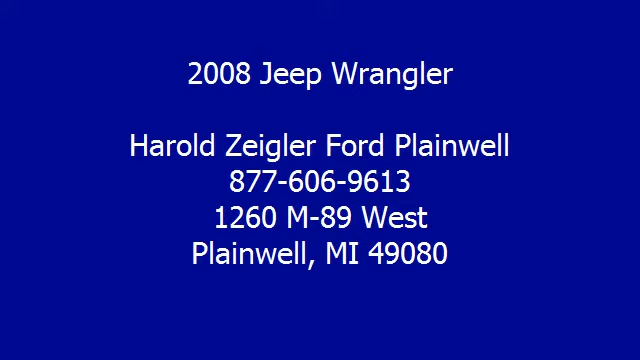 2008 Jeep Wrangler
Harold Zeigler Ford Plainwell
877-606-9613
1260 M-89 West
Plainwell, MI 49080